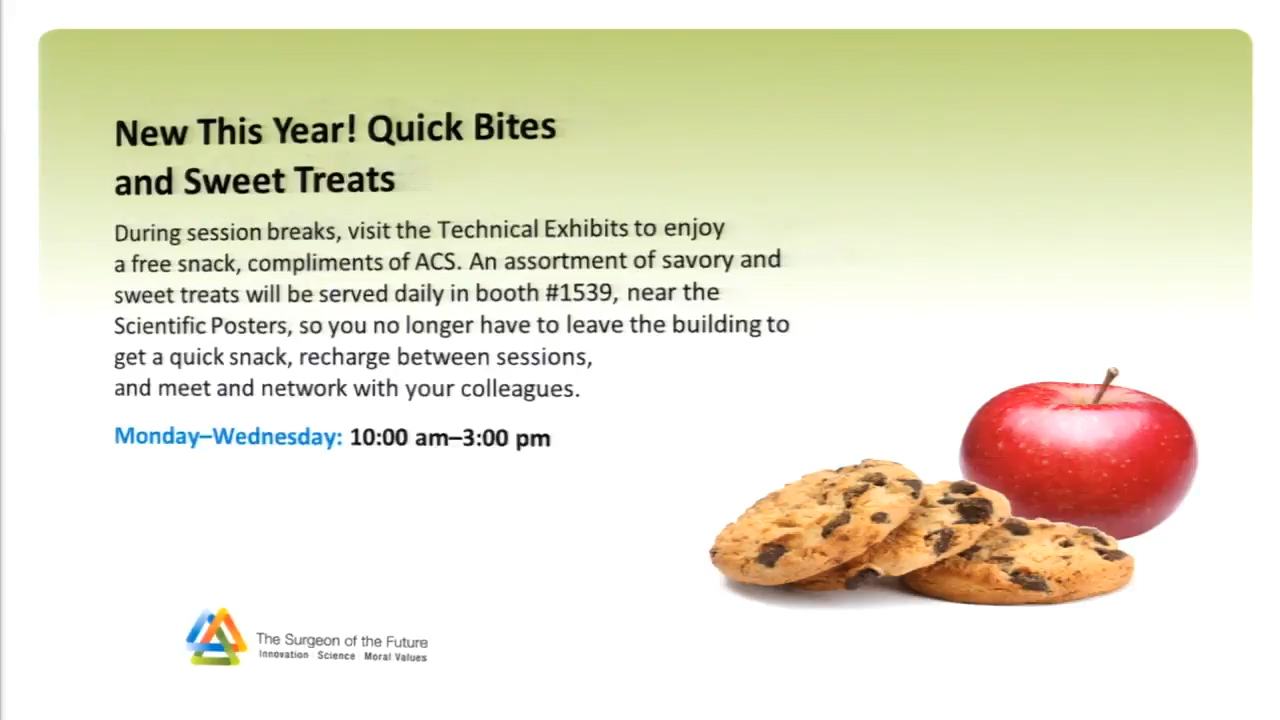 New This Year! Quick Bites
and Sweet Treats
During session breaks, visit the Technical Exhibits to enjoy
a free snack, compliments of ACS. An assortment of savory and
sweet treats will be served daily in booth #1539, near the
Scientific Posters, so you no longer have to leave the building to
get a quick snack, recharge between sessions,
and meet and network with your colleagues.
Monday–Wednesday: 10:00 am–3:00 pm
The Surgeon of the Future
Innovation | Science | Moral Values